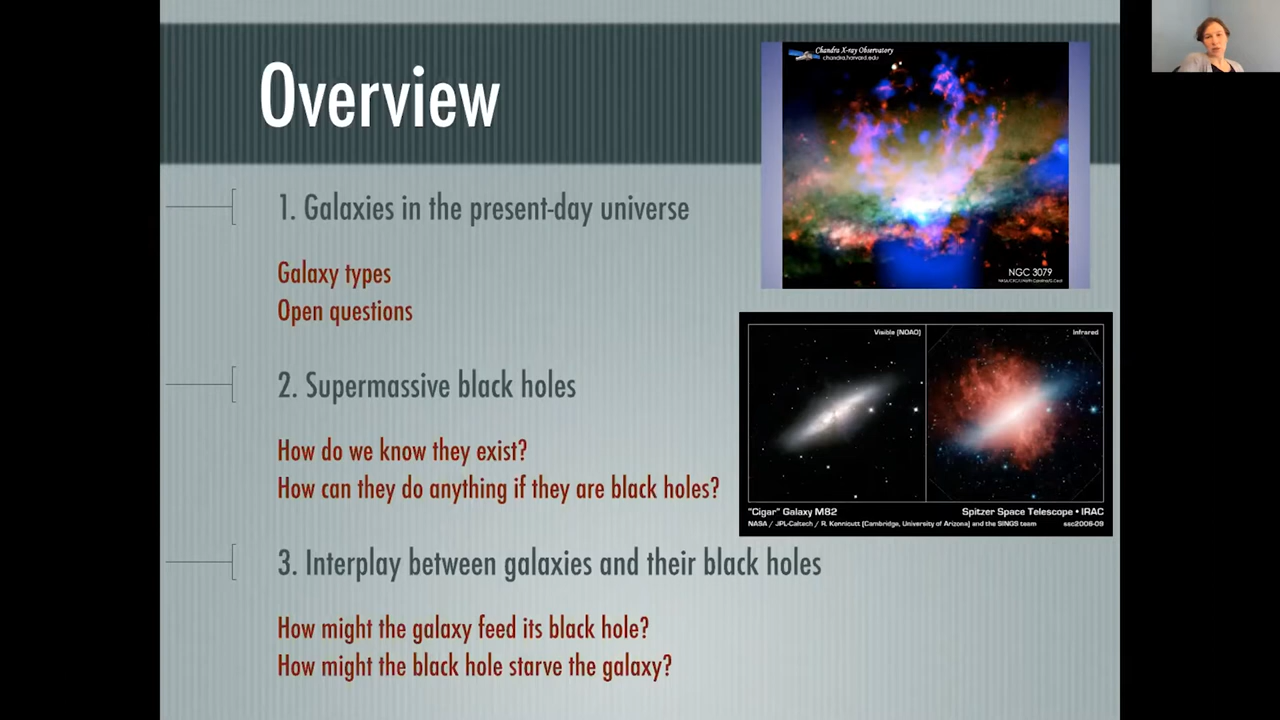 Overview
Chandra X-ray Observatory
chandra.harvard.edu
NGC 3079
1. Galaxies in the present-day universe
Galaxy types
Open questions
Visible (NOAO)
Infrared
2. Supermassive black holes
How do we know they exist?
How can they do anything if they are black holes?
"Cigar" Galaxy M82
Spitzer Space Telescope • IRAC
NASA / JPL-Caltech / R. Kennicutt (Cambridge, University of Arizona) and the SINGS team
ssc2006-09
3. Interplay between galaxies and their black holes
How might the galaxy feed its black hole?
How might the black hole starve the galaxy?